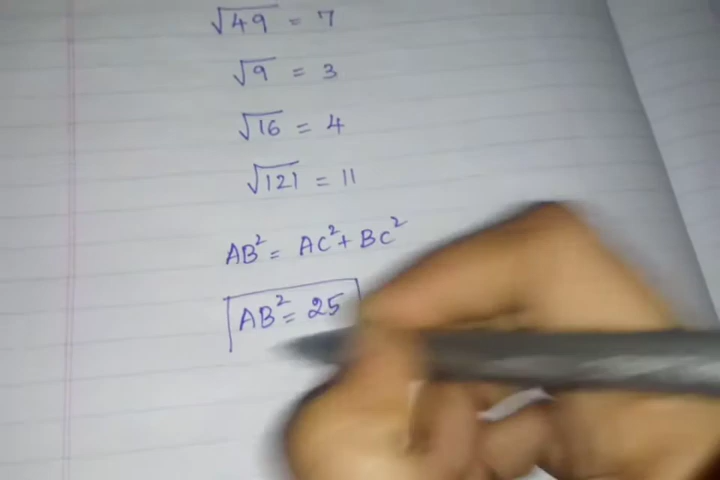 √49 = 7
√9 = 3
√16 = 4
√121 = 11
AB² = AC² + BC²
AB² = 25